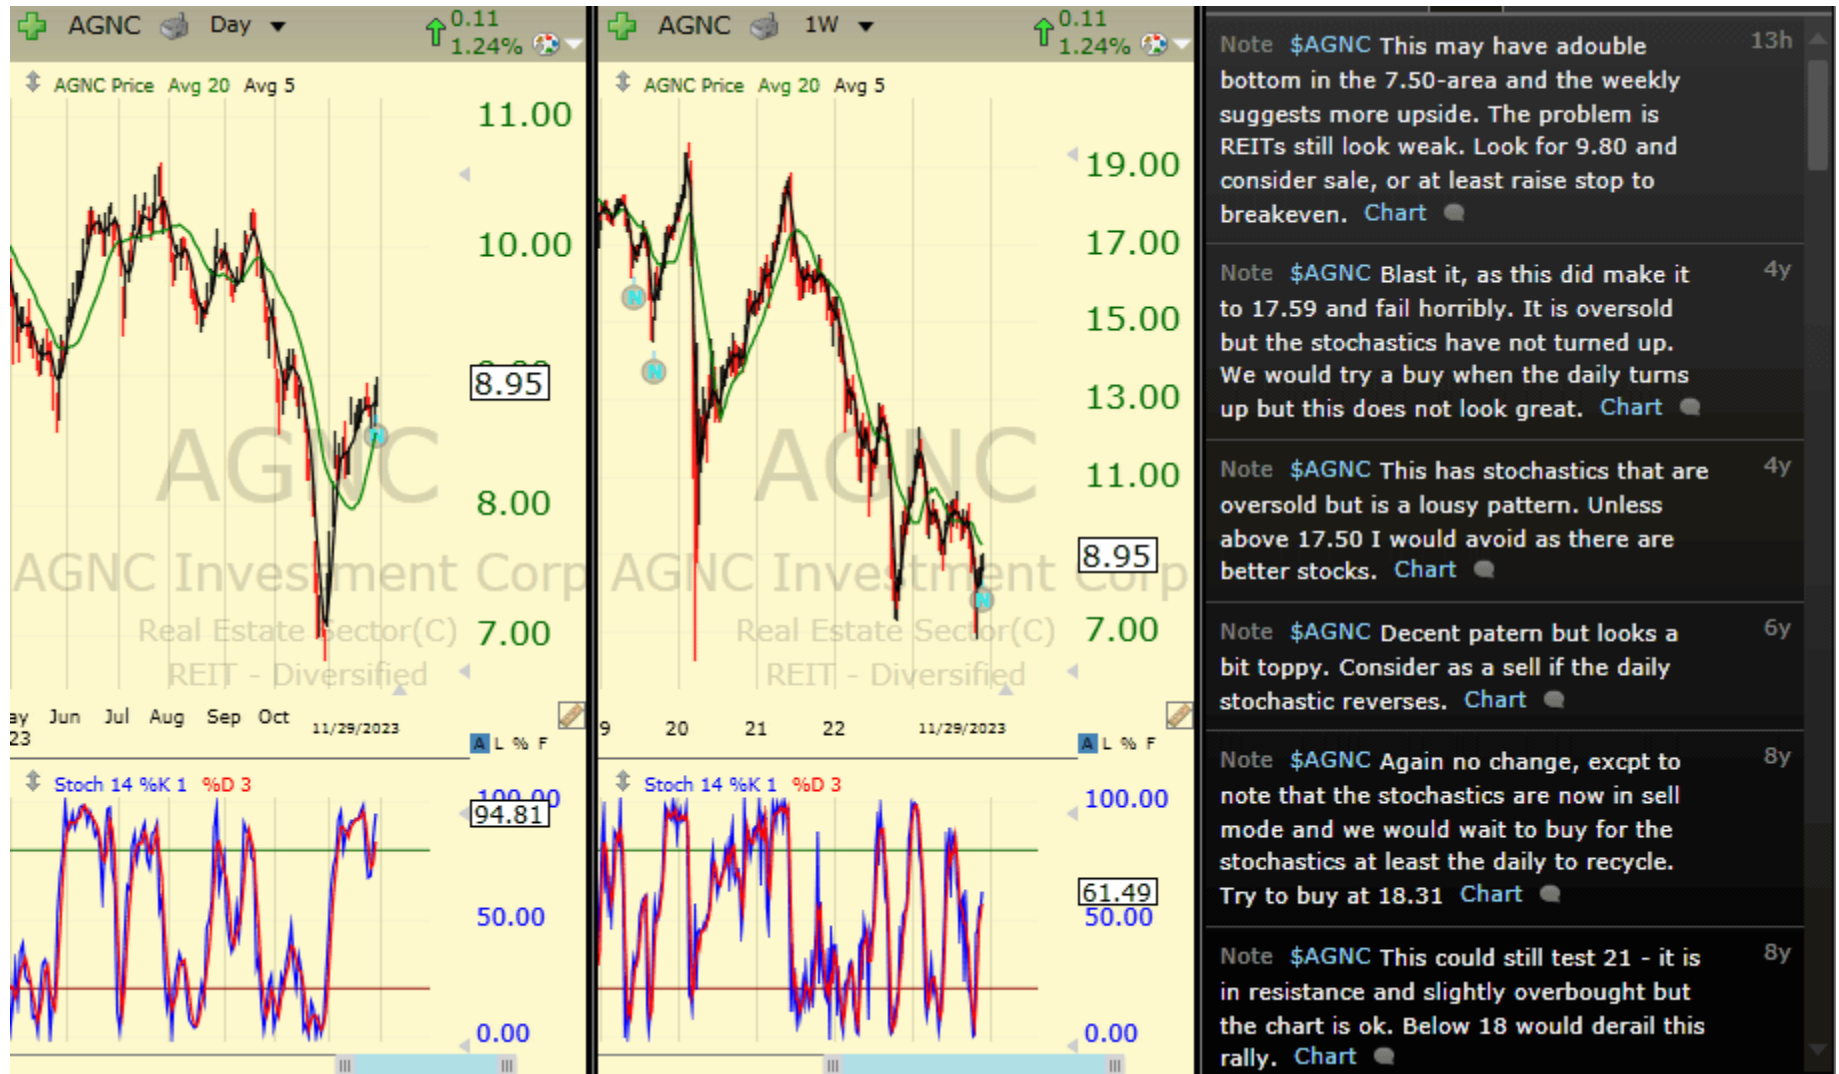 AGNC Day
0.11
1.24%
AGNC Price Avg 20 Avg 5
11.00
10.00
8.95
8.00
7.00
AGNC
AGNC Investment Corp
Real Estate Sector(C)
REIT - Diversified
ay Jun Jul Aug Sep Oct 11/29/2023
23
A L % F
Stoch 14 %K 1 %D 3
100.00
94.81
50.00
0.00
AGNC 1W
0.11
1.24%
AGNC Price Avg 20 Avg 5
19.00
17.00
15.00
13.00
11.00
8.95
7.00
N
N
N
N
AGNC
AGNC Investment Corp
Real Estate Sector(C)
REIT - Diversified
9 20 21 22 11/29/2023
A L % F
Stoch 14 %K 1 %D 3
100.00
61.49
50.00
0.00
Note $AGNC This may have adouble 13h
bottom in the 7.50-area and the weekly
suggests more upside. The problem is
REITs still look weak. Look for 9.80 and
consider sale, or at least raise stop to
breakeven. Chart
Note $AGNC Blast it, as this did make it 4y
to 17.59 and fail horribly. It is oversold
but the stochastics have not turned up.
We would try a buy when the daily turns
up but this does not look great. Chart
Note $AGNC This has stochastics that are 4y
oversold but is a lousy pattern. Unless
above 17.50 I would avoid as there are
better stocks. Chart
Note $AGNC Decent patern but looks a 6y
bit toppy. Consider as a sell if the daily
stochastic reverses. Chart
Note $AGNC Again no change, excpt to 8y
note that the stochastics are now in sell
mode and we would wait to buy for the
stochastics at least the daily to recycle.
Try to buy at 18.31 Chart
Note $AGNC This could still test 21 - it is 8y
in resistance and slightly overbought but
the chart is ok. Below 18 would derail this
rally. Chart